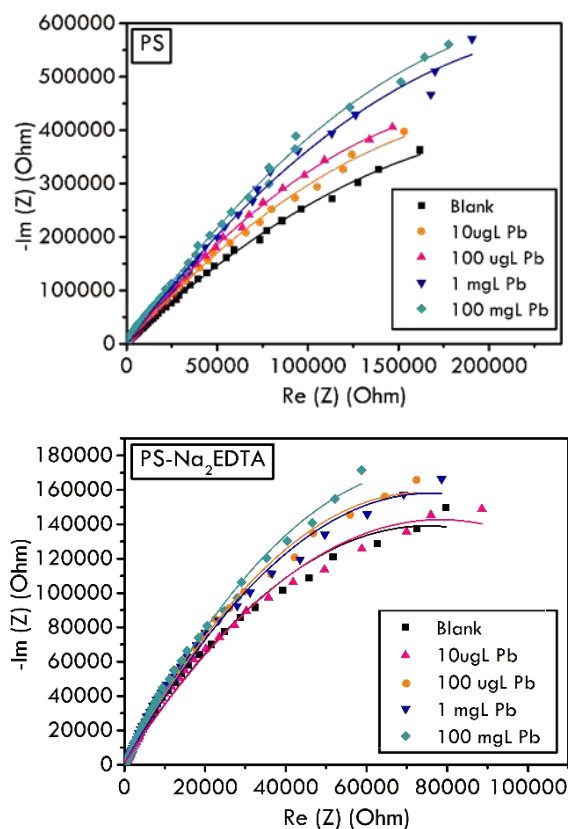 PS
600000
500000
400000
300000
200000
100000
0
-Im (Z) (Ohm)
Blank
10ugL Pb
100 ugL Pb
1 mgL Pb
100 mgL Pb
0 50000 100000 150000 200000
Re (Z) (Ohm)
PS-Na₂EDTA
180000
160000
140000
120000
100000
80000
60000
40000
20000
0
-Im (Z) (Ohm)
Blank
10ugL Pb
100 ugL Pb
1 mgL Pb
100 mgL Pb
0 20000 40000 60000 80000 100000
Re (Z) (Ohm)